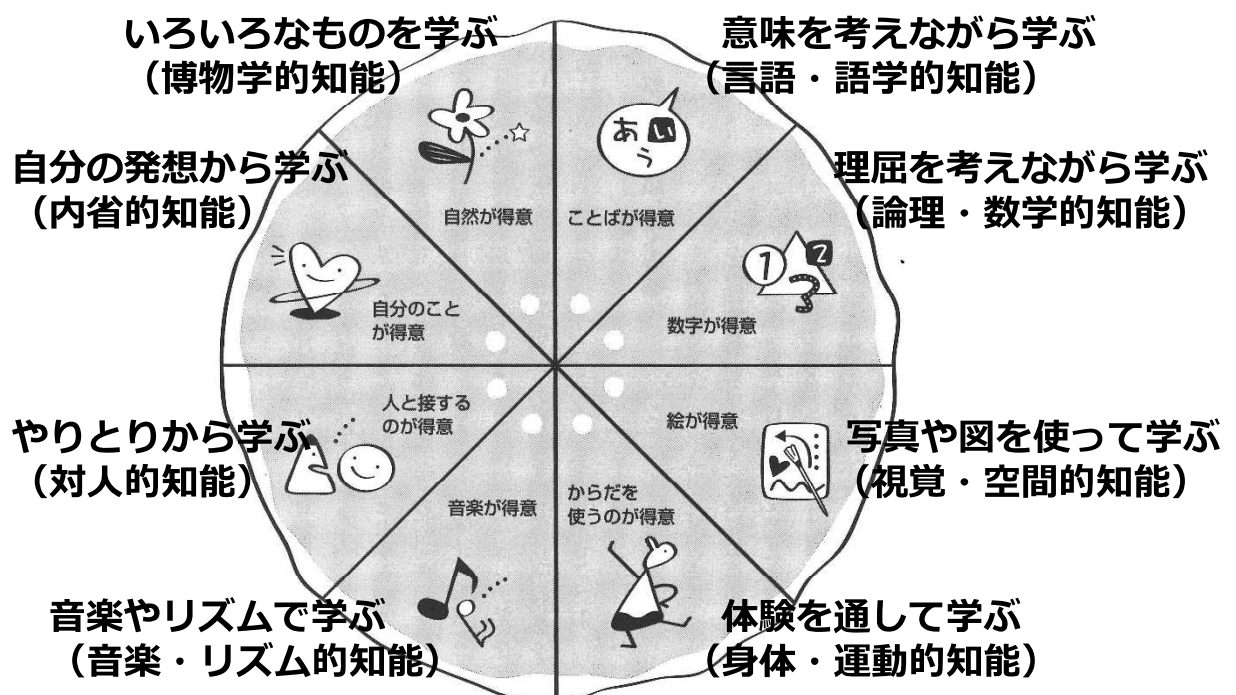 いろいろなものを学ぶ
（博物学的知能）
意味を考えながら学ぶ
（言語・語学的知能）
自分の発想から学ぶ
（内省的知能）
理屈を考えながら学ぶ
（論理・数学的知能）
あ い
う
自然が得意
ことばが得意
1 2
3
自分のこと
が得意
数字が得意
人と接する
のが得意
絵が得意
やりとりから学ぶ
（対人的知能）
写真や図を使って学ぶ
（視覚・空間的知能）
音楽が得意
からだを
使うのが得意
音楽やリズムで学ぶ
（音楽・リズム的知能）
体験を通して学ぶ
（身体・運動的知能）